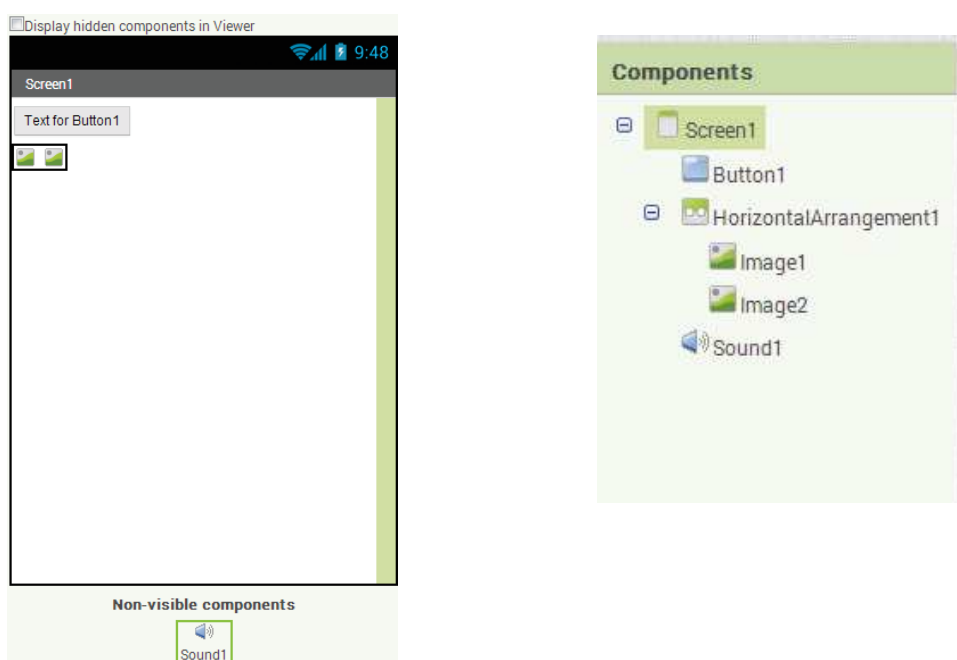 Display hidden components in Viewer
9:48
Screen1
Text for Button1
Non-visible components
Sound1
Components
Screen1
Button1
HorizontalArrangement1
Image1
Image2
Sound1